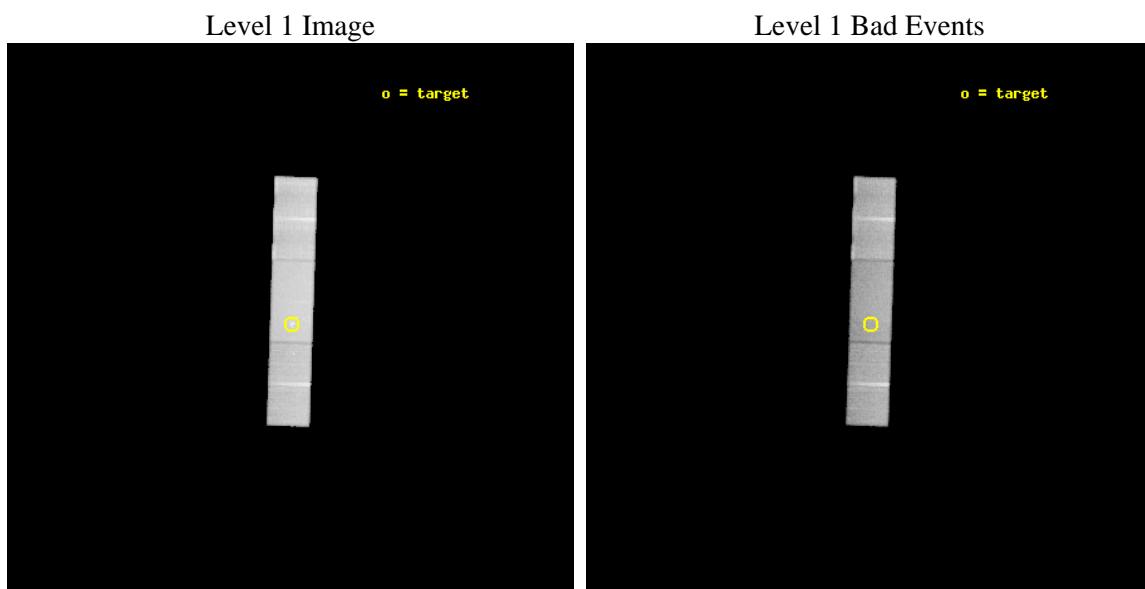 Level 1 Image
Level 1 Bad Events
o = target
o = target